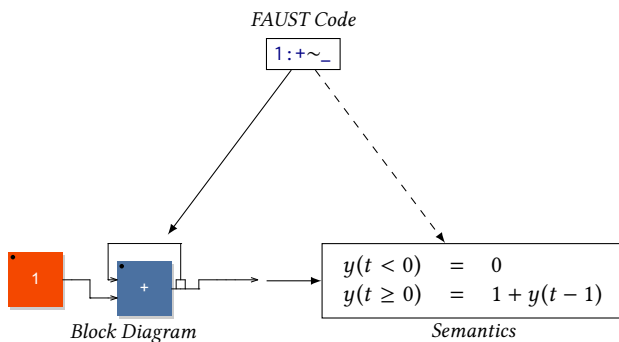 FAUST Code
1:+~_
1
+
y(t < 0) = 0
y(t ≥ 0) = 1 + y(t − 1)
Block Diagram
Semantics